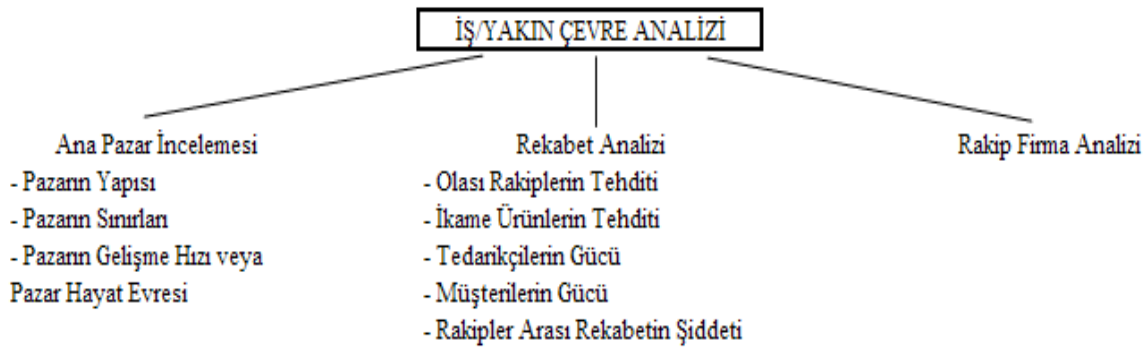 İŞ/YAKIN ÇEVRE ANALİZİ
Ana Pazar İncelemesi
- Pazarın Yapısı
- Pazarın Sınırları
- Pazarın Gelişme Hızı veya
Pazar Hayat Evresi
Rekabet Analizi
- Olası Rakiplerin Tehditi
- İkame Ürünlerin Tehditi
- Tedarikçilerin Gücü
- Müşterilerin Gücü
- Rakipler Arası Rekabetin Şiddeti
Rakip Firma Analizi